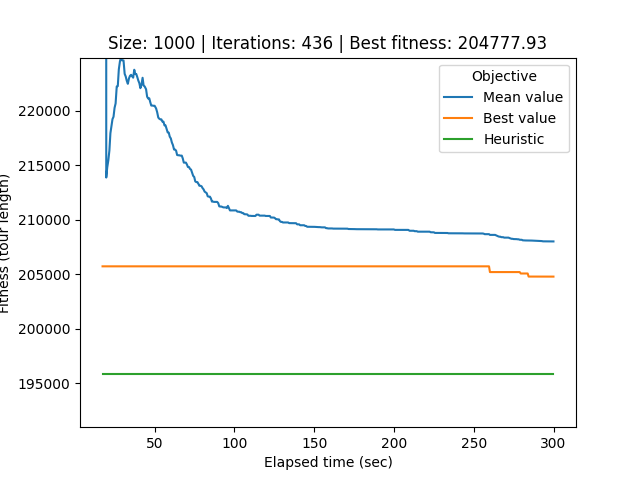 Size: 1000 | Iterations: 436 | Best fitness: 204777.93
Objective
Mean value
Best value
Heuristic
Fitness (tour length)
220000
215000
210000
205000
200000
195000
50
100
150
200
250
300
Elapsed time (sec)